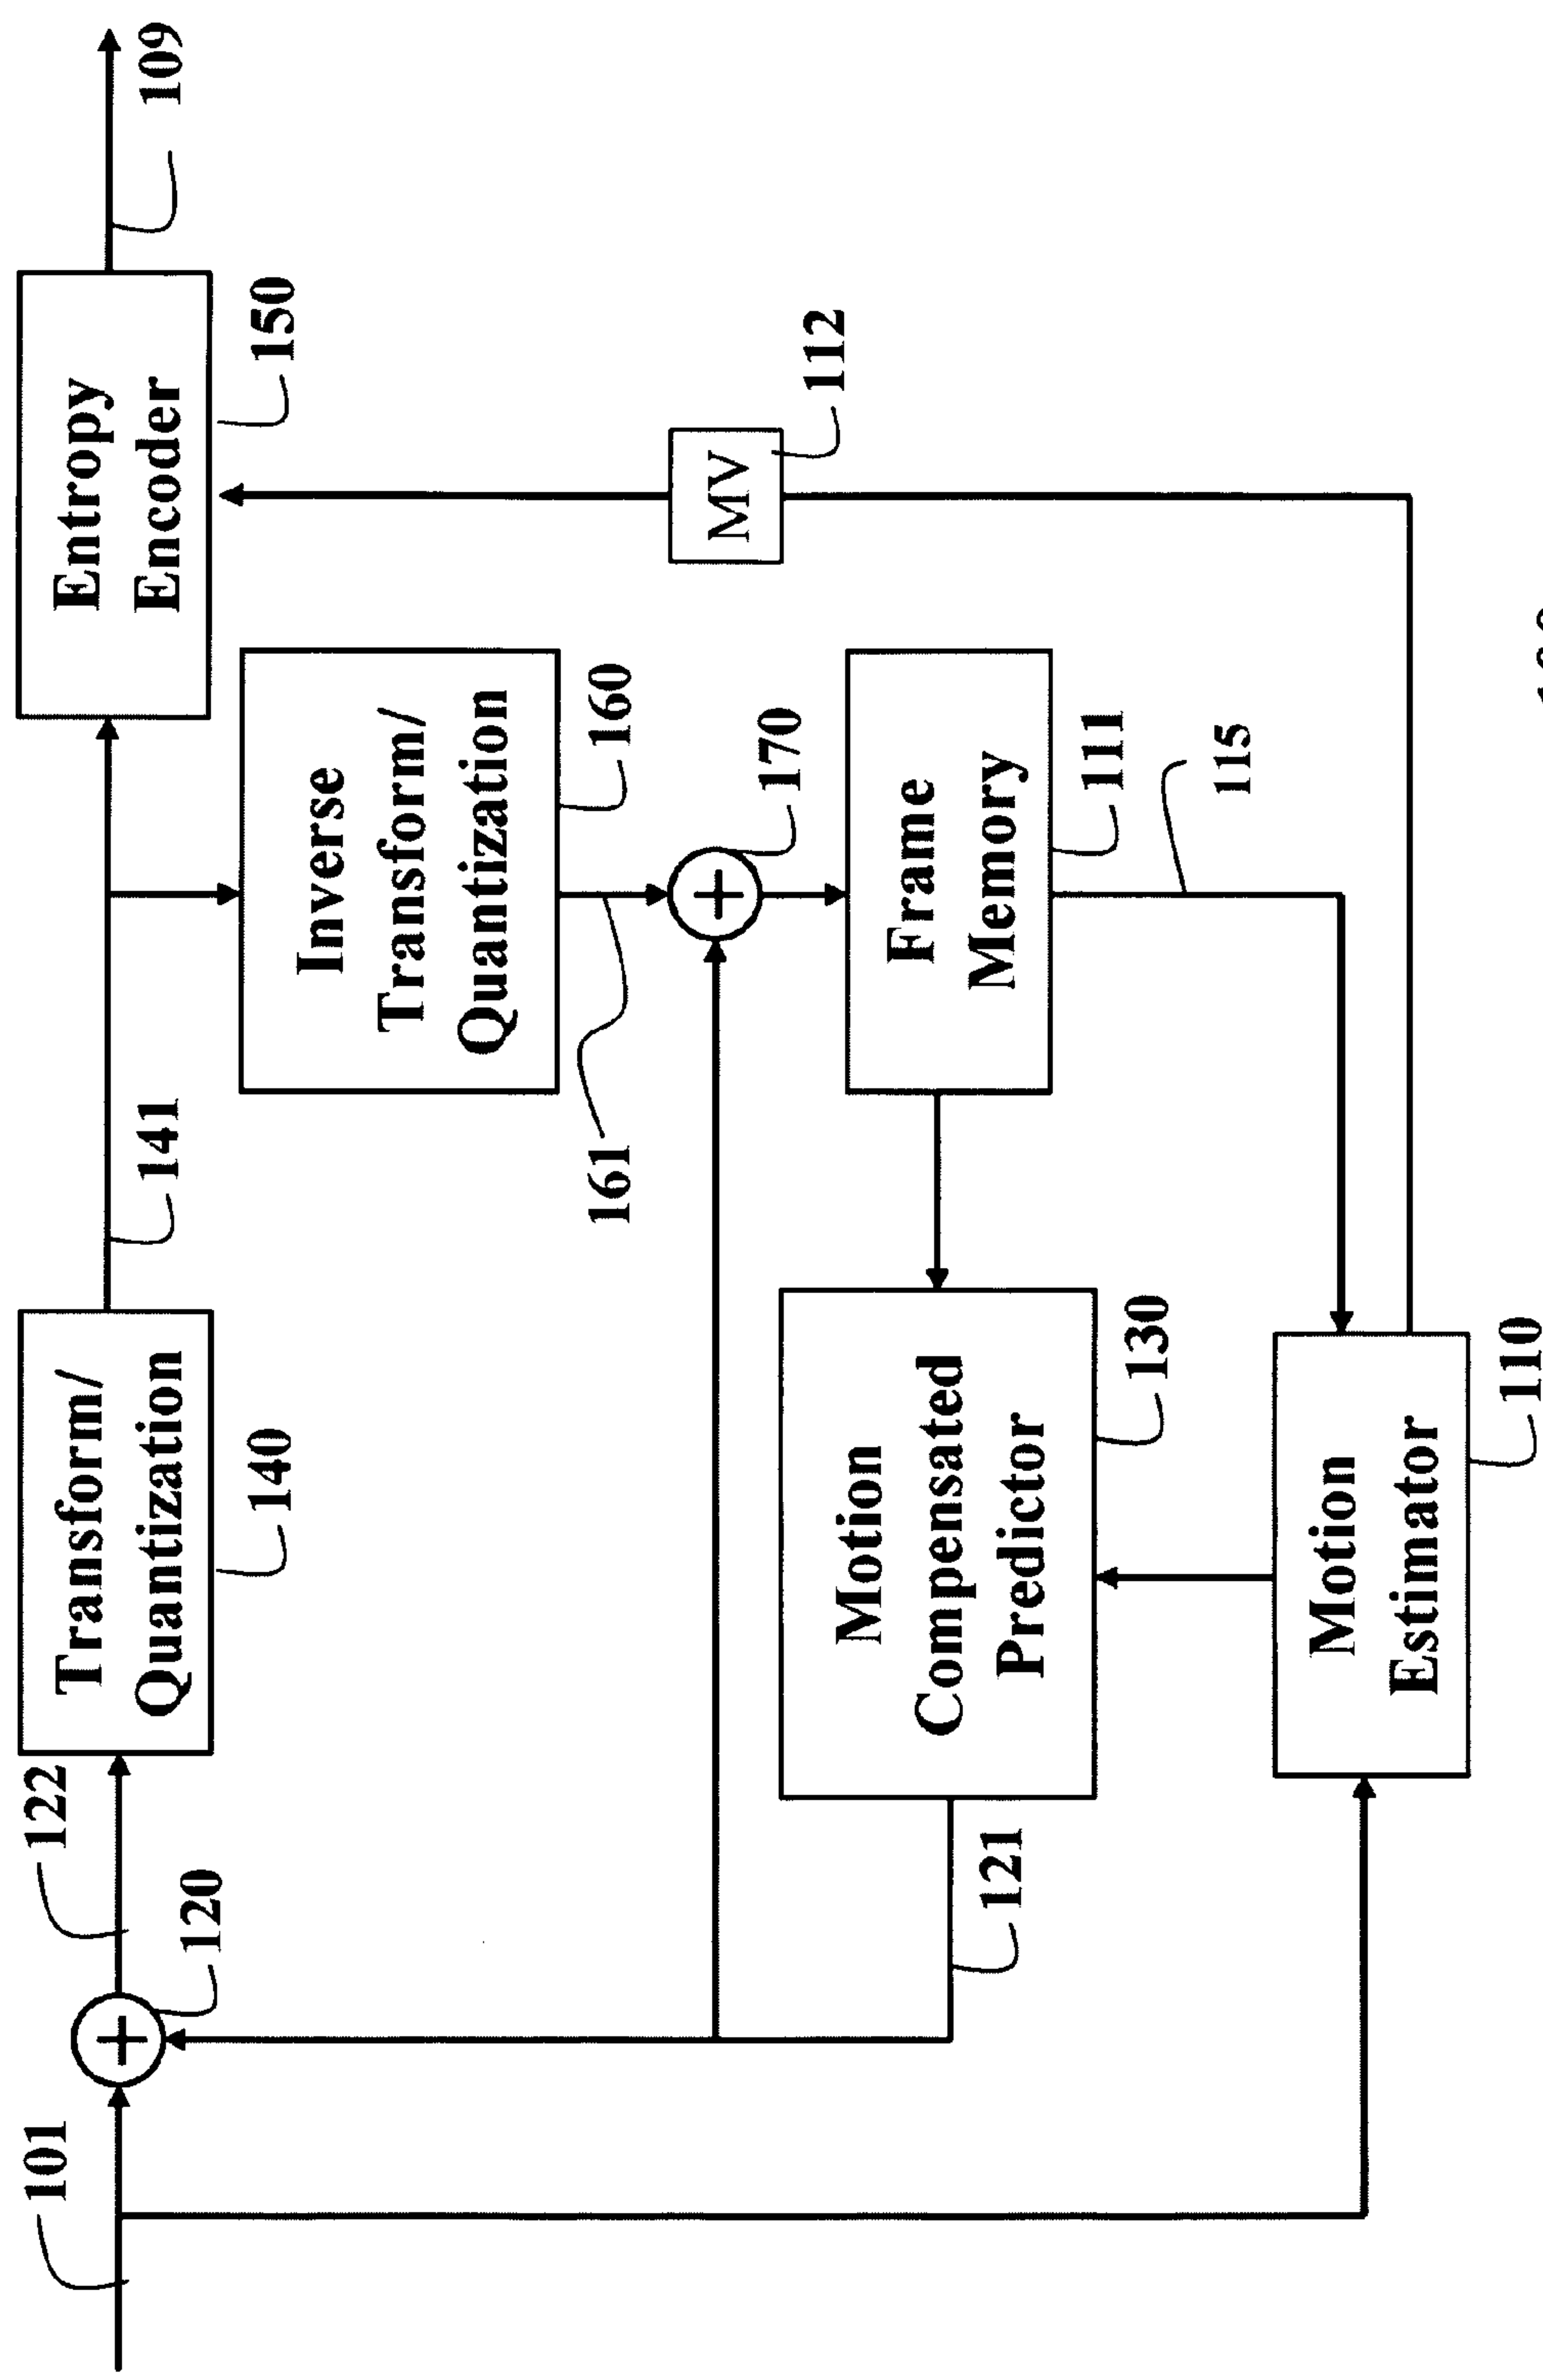 101
122
120
Transform/
Quantization
140
141
Entropy
Encoder
150
109
Inverse
Transform/
Quantization
160
161
170
MV
112
Motion
Compensated
Predictor
130
121
Frame
Memory
111
115
Motion
Estimator
110